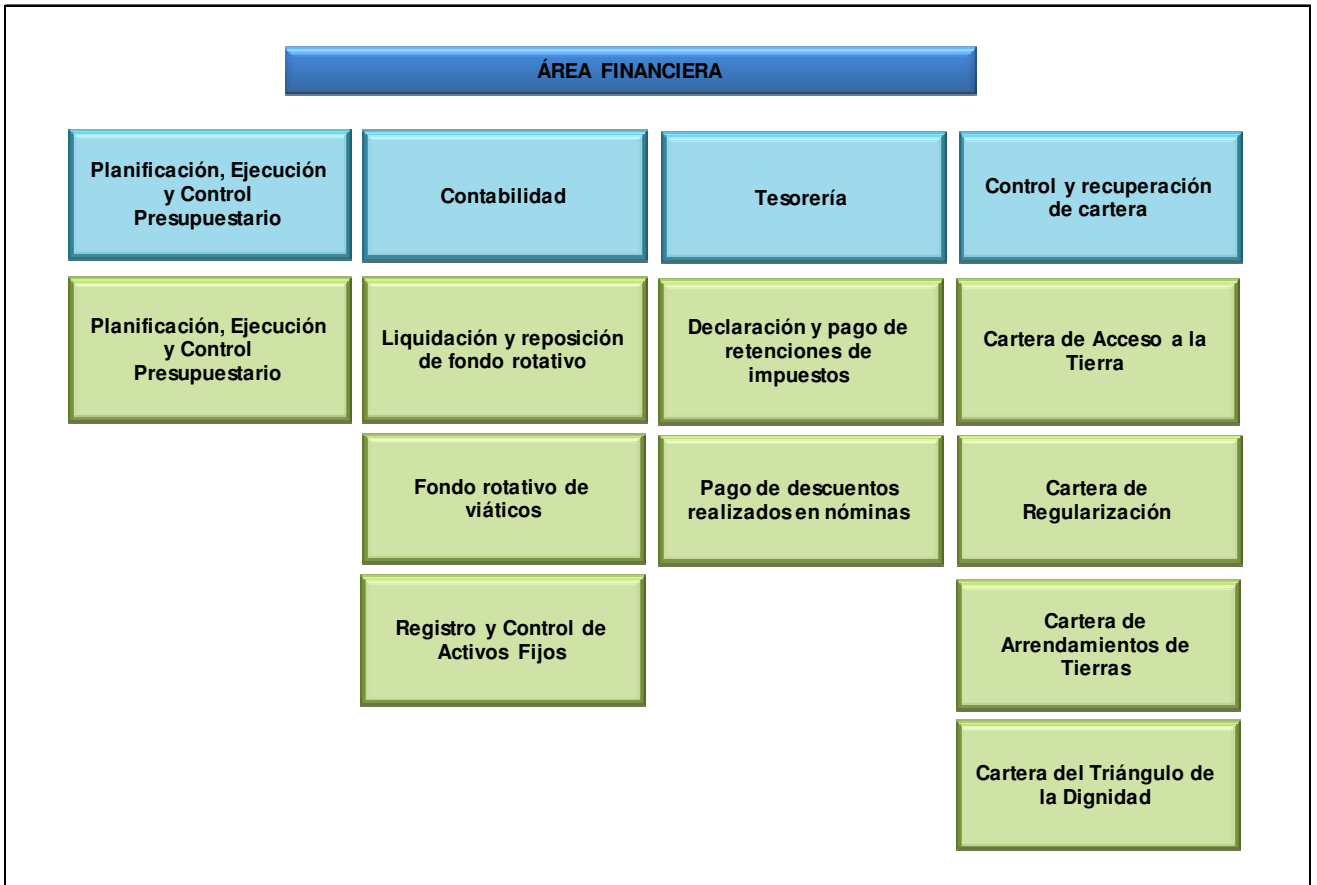 ÁREA FINANCIERA
Planificación, Ejecución
y Control
Presupuestario
Contabilidad
Tesorería
Control y recuperación
de cartera
Planificación, Ejecución
y Control
Presupuestario
Liquidación y reposición
de fondo rotativo
Declaración y pago de
retenciones de
impuestos
Cartera de Acceso a la
Tierra
Fondo rotativo de
viáticos
Pago de descuentos
realizados en nóminas
Cartera de
Regularización
Registro y Control de
Activos Fijos
Cartera de
Arrendamientos de
Tierras
Cartera del Triángulo de
la Dignidad